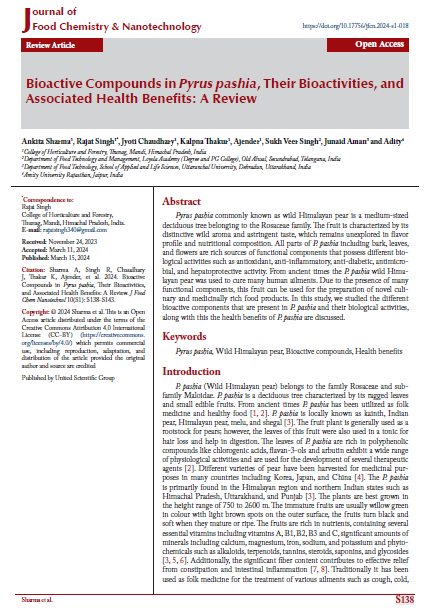 Journal of
Food Chemistry & Nanotechnology
https://doi.org/10.17756/jfcn.2024-s1-018
Review Article
Open Access
Bioactive Compounds in Pyrus pashia, Their Bioactivities, and
Associated Health Benefits: A Review
Ankita Sharma1, Rajat Singh1*, Jyoti Chaudhary2, Kalpna Thakur1, Ajender1, Sukh Veer Singh3, Junaid Aman3 and Aditya4
1College of Horticulture and Forestry, Thunag, Mandi, Himachal Pradesh, India
2Department of Food Technology and Management, Loyola Academy (Degree and PG College), Old Alwal, Secundrabad, Telangana, India
3Department of Food Technology, School of Applied and Life Sciences, Uttaranchal University, Dehradun, Uttarakhand, India
4Amity University Rajasthan, Jaipur, India
*Correspondence to:
Rajat Singh
College of Horticulture and Forestry,
Thunag, Mandi, Himachal Pradesh, India.
E-mail: rajatsingh340@gmail.com
Received: November 24, 2023
Accepted: March 11, 2024
Published: March 15, 2024
Citation: Sharma A, Singh R, Chaudhary
J, Thakur K, Ajender, et al. 2024. Bioactive
Compounds in Pyrus pashia, Their Bioactivities,
and Associated Health Benefits: A Review. J Food
Chem Nanotechnol 10(S1): S138-S143.
Copyright: © 2024 Sharma et al. This is an Open
Access article distributed under the terms of the
Creative Commons Attribution 4.0 International
License (CC-BY) (https://creativecommons.
org/licenses/by/4.0/) which permits commercial
use, including reproduction, adaptation, and
distribution of the article provided the original
author and source are credited
Published by United Scientific Group
Abstract
Pyrus pashia commonly known as wild Himalayan pear is a medium-sized
deciduous tree belonging to the Rosaceae family. The fruit is characterized by its
distinctive wild aroma and astringent taste, which remains unexplored in flavor
profile and nutritional composition. All parts of P. pashia including bark, leaves,
and flowers are rich sources of functional components that possess different bio-
logical activities such as antioxidant, anti-inflammatory, anti-diabetic, antimicro-
bial, and hepatoprotective activity. From ancient times the P. pashia wild Hima-
layan pear was used to cure many human ailments. Due to the presence of many
functional components, this fruit can be used for the preparation of novel culi-
nary and medicinally rich food products. In this study, we studied the different
bioactive components that are present in P. pashia and their biological activities,
along with this the health benefits of P. pashia are discussed.
Keywords
Pyrus pashia, Wild Himalayan pear, Bioactive compounds, Health benefits
Introduction
P. pashia (Wild Himalayan pear) belongs to the family Rosaceae and sub-
family Maloidae. P. pashia is a deciduous tree characterized by its ragged leaves
and small edible fruits. From ancient times P. pashia has been utilized as folk
medicine and healthy food [1, 2]. P. pashia is locally known as kainth, Indian
pear, Himalayan pear, melu, and shegal [3]. The fruit plant is generally used as a
rootstock for pears; however, the leaves of this fruit were also used in a tonic for
hair loss and help in digestion. The leaves of P. pashia are rich in polyphenolic
compounds like chlorogenic acids, flavan-3-ols and arbutin exhibit a wide range
of physiological activities and are used for the development of several therapeutic
agents [2]. Different varieties of pear have been harvested for medicinal pur-
poses in many countries including Korea, Japan, and China [4]. The P. pashia
is primarily found in the Himalayan region and northern Indian states such as
Himachal Pradesh, Uttarakhand, and Punjab [3]. The plants are best grown in
the height range of 750 to 2600 m. The immature fruits are usually willow green
in colour with light brown spots on the outer surface, the fruits turn black and
soft when they mature or ripe. The fruits are rich in nutrients, containing several
essential vitamins including vitamins A, B1, B2, B3 and C, significant amounts of
minerals including calcium, magnesium, iron, sodium, and potassium and phyto-
chemicals such as alkaloids, terpenoids, tannins, steroids, saponins, and glycosides
[3, 5, 6]. Additionally, the significant fiber content contributes to effective relief
from constipation and intestinal inflammation [7, 8]. Traditionally it has been
used as folk medicine for the treatment of various ailments such as cough, cold,
Sharma et al.
S138